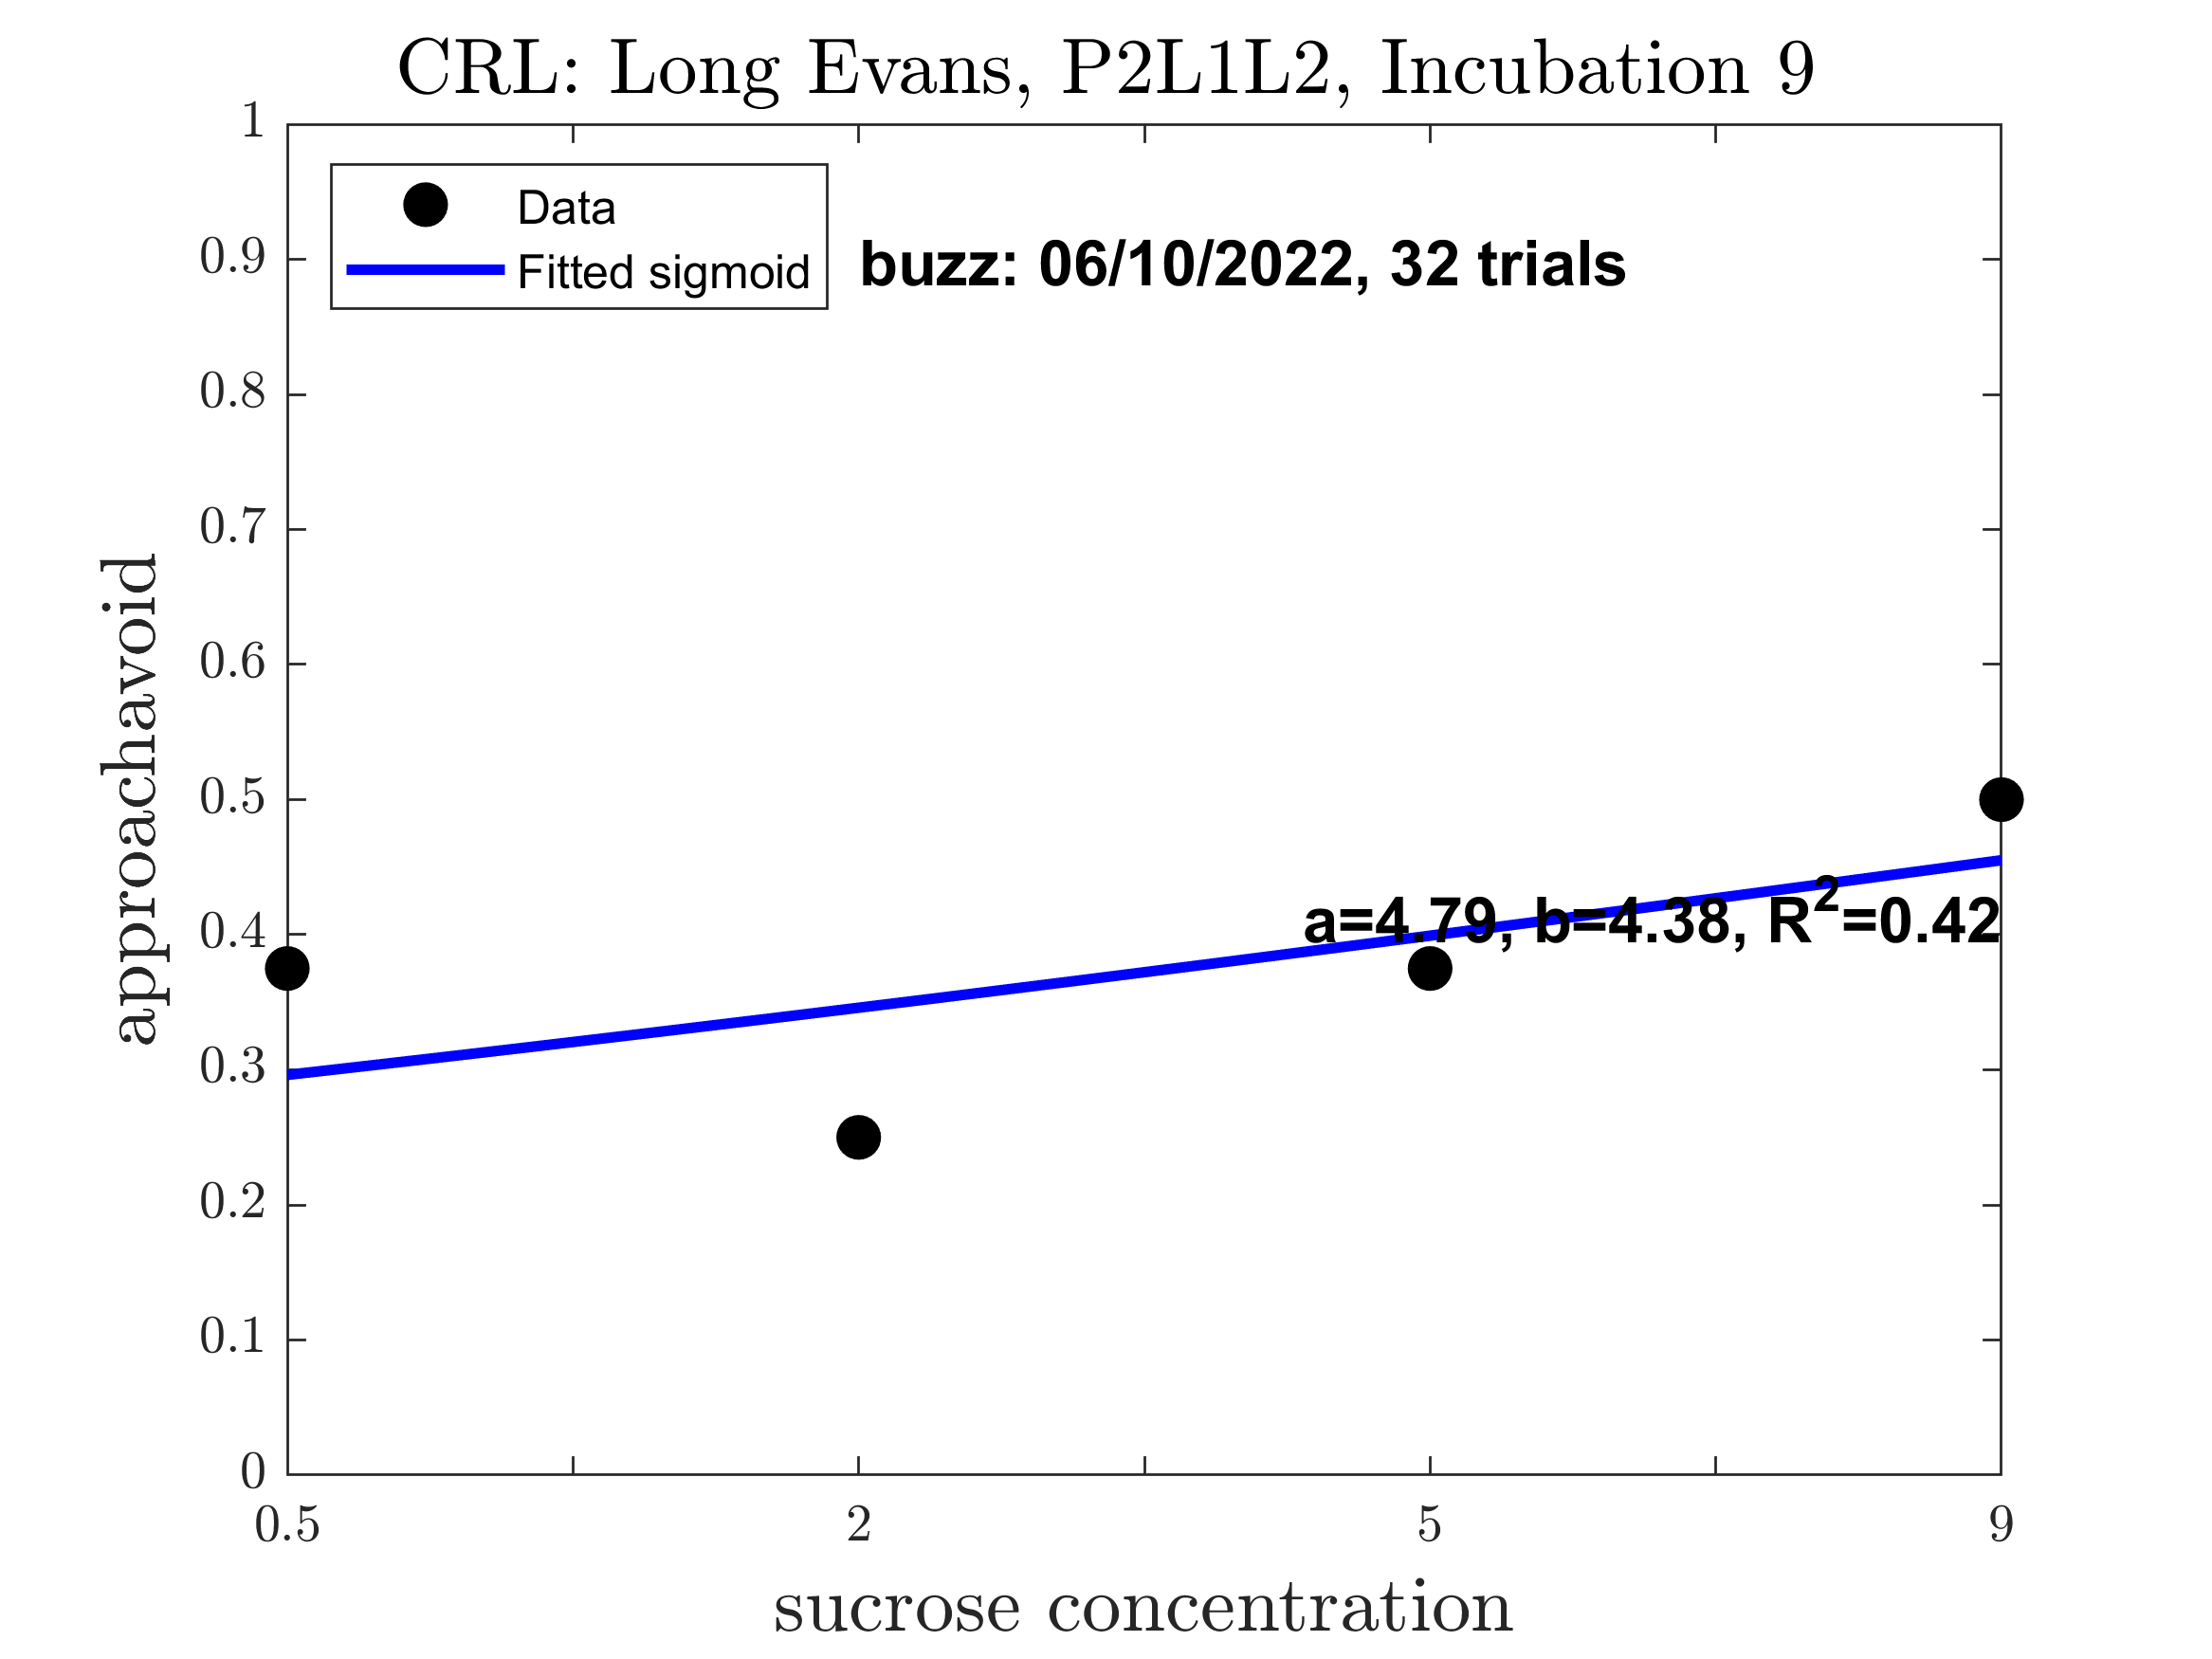 CRL: Long Evans, P2L1L2, Incubation 9
1
Data
Fitted sigmoid
buzz: 06/10/2022, 32 trials
0.9
0.8
0.7
0.6
0.5
0.4
0.3
0.2
0.1
0
approachavoid
a=4.79, b=4.38, R²=0.42
0.5 2 5 9
sucrose concentration